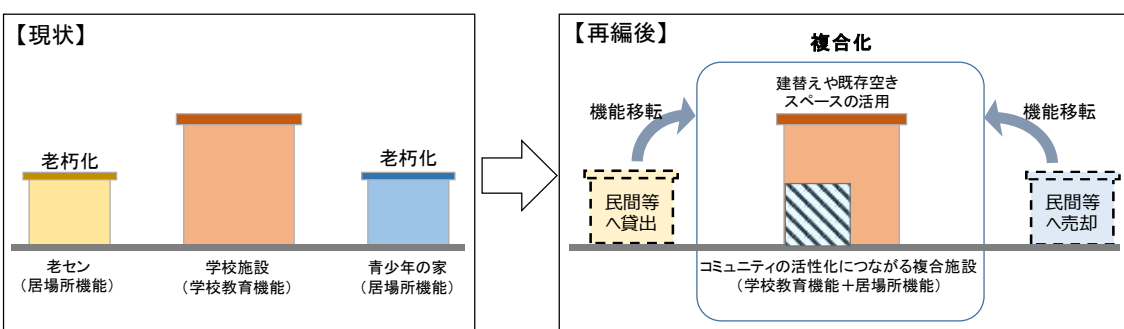 【現状】
老朽化
老朽化
老セン
（居場所機能）
学校施設
（学校教育機能）
青少年の家
（居場所機能）
【再編後】
複合化
建替えや既存空き
スペースの活用
機能移転
機能移転
民間等
へ貸出
民間等
へ売却
コミュニティの活性化につながる複合施設
（学校教育機能＋居場所機能）